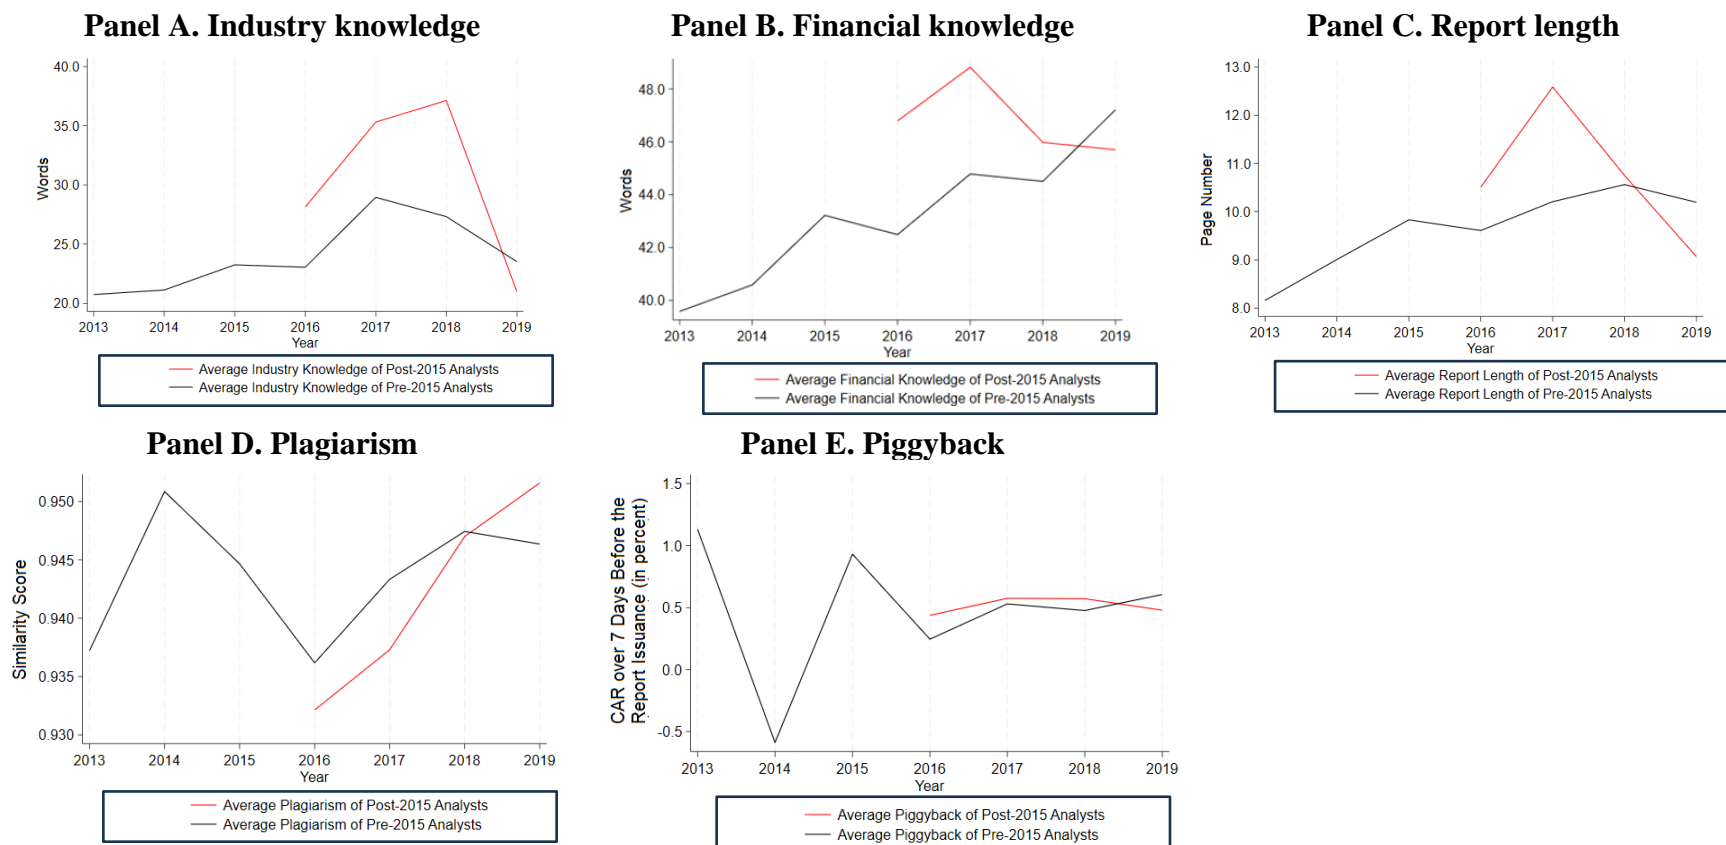 Panel A. Industry knowledge
40.0
35.0
30.0
25.0
20.0
Words
2013 2014 2015 2016 2017 2018 2019
Year
Average Industry Knowledge of Post-2015 Analysts
Average Industry Knowledge of Pre-2015 Analysts
Panel B. Financial knowledge
48.0
46.0
44.0
42.0
40.0
Words
2013 2014 2015 2016 2017 2018 2019
Year
Average Financial Knowledge of Post-2015 Analysts
Average Financial Knowledge of Pre-2015 Analysts
Panel C. Report length
13.0
12.0
11.0
10.0
9.0
8.0
Page Number
2013 2014 2015 2016 2017 2018 2019
Year
Average Report Length of Post-2015 Analysts
Average Report Length of Pre-2015 Analysts
Panel D. Plagiarism
0.950
0.945
0.940
0.935
0.930
Similarity Score
2013 2014 2015 2016 2017 2018 2019
Year
Average Plagiarism of Post-2015 Analysts
Average Plagiarism of Pre-2015 Analysts
Panel E. Piggyback
1.5
1.0
0.5
0.0
-0.5
CAR over 7 Days Before the
Report Issuance (in percent)
2013 2014 2015 2016 2017 2018 2019
Year
Average Piggyback of Post-2015 Analysts
Average Piggyback of Pre-2015 Analysts